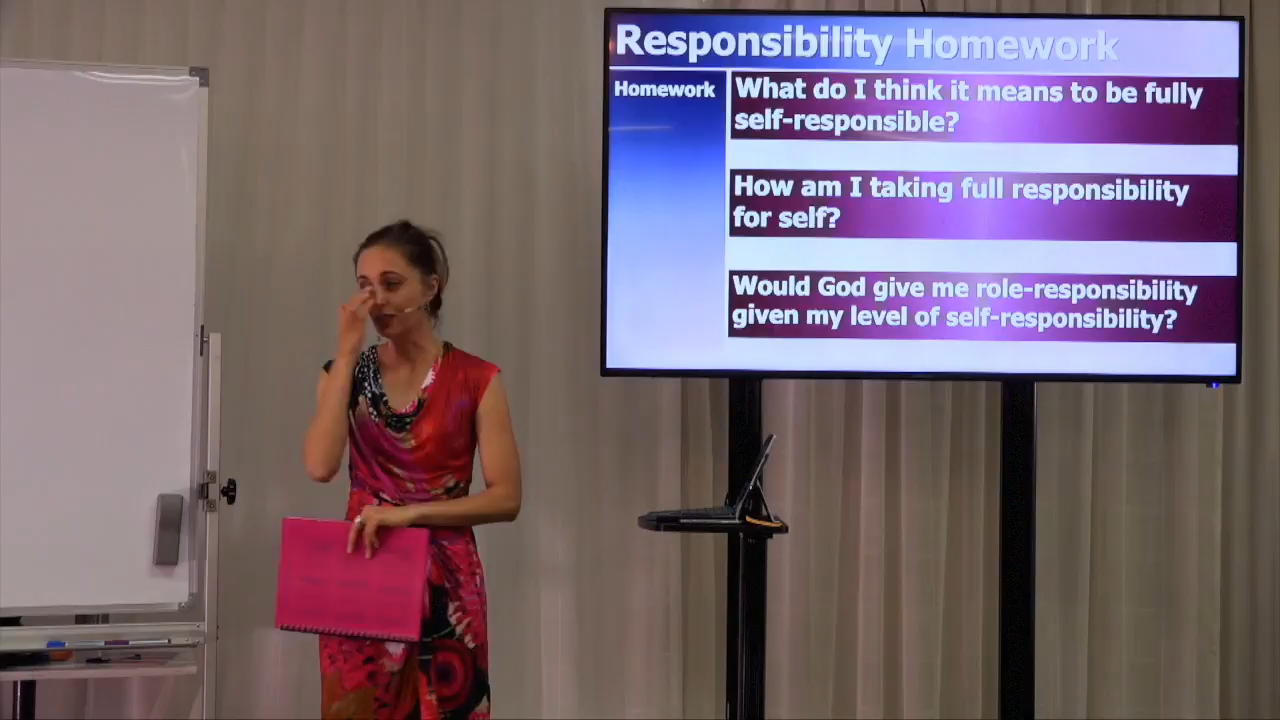 Responsibility Homework
Homework
What do I think it means to be fully
self-responsible?
How am I taking full responsibility
for self?
Would God give me role-responsibility
given my level of self-responsibility?